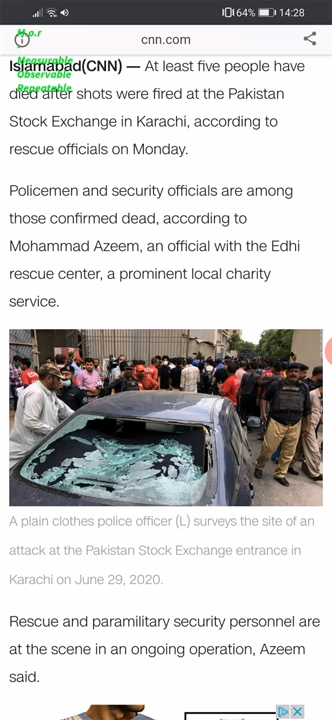 64% 14:28
M.o.r
cnn.com
Measurable
Islamabad(CNN) — At least five people have
Observable
died after shots were fired at the Pakistan
Repeatable
Stock Exchange in Karachi, according to
rescue officials on Monday.
Policemen and security officials are among
those confirmed dead, according to
Mohammad Azeem, an official with the Edhi
rescue center, a prominent local charity
service.
A plain clothes police officer (L) surveys the site of an
attack at the Pakistan Stock Exchange entrance in
Karachi on June 29, 2020.
Rescue and paramilitary security personnel are
at the scene in an ongoing operation, Azeem
said.